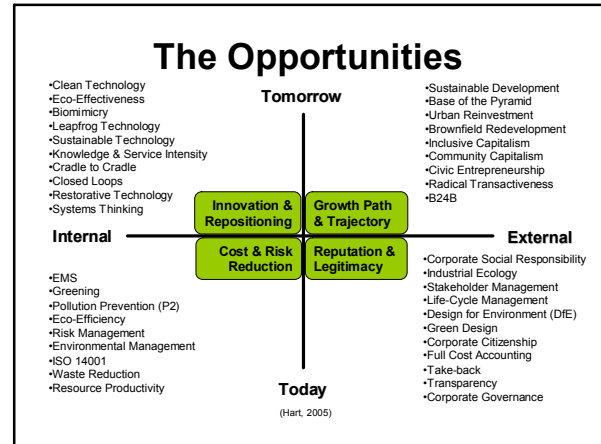 The Opportunities
•Clean Technology
•Eco-Effectiveness
•Biomimicry
•Leapfrog Technology
•Sustainable Technology
•Knowledge & Service Intensity
•Cradle to Cradle
•Closed Loops
•Restorative Technology
•Systems Thinking
Tomorrow
•Sustainable Development
•Base of the Pyramid
•Urban Reinvestment
•Brownfield Redevelopment
•Inclusive Capitalism
•Community Capitalism
•Civic Entrepreneurship
•Radical Transactiveness
•B24B
Innovation &
Repositioning
Growth Path
& Trajectory
Internal
External
Cost & Risk
Reduction
Reputation &
Legitimacy
•EMS
•Greening
•Pollution Prevention (P2)
•Eco-Efficiency
•Risk Management
•Environmental Management
•ISO 14001
•Waste Reduction
•Resource Productivity
•Corporate Social Responsibility
•Industrial Ecology
•Stakeholder Management
•Life-Cycle Management
•Design for Environment (DfE)
•Green Design
•Corporate Citizenship
•Full Cost Accounting
•Take-back
•Transparency
•Corporate Governance
Today
(Hart, 2005)